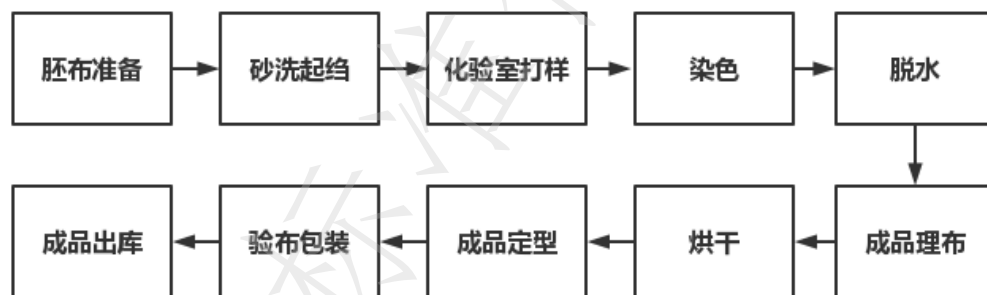 胚布准备
砂洗起绉
化验室打样
染色
脱水
成品理布
烘干
成品定型
验布包装
成品出库